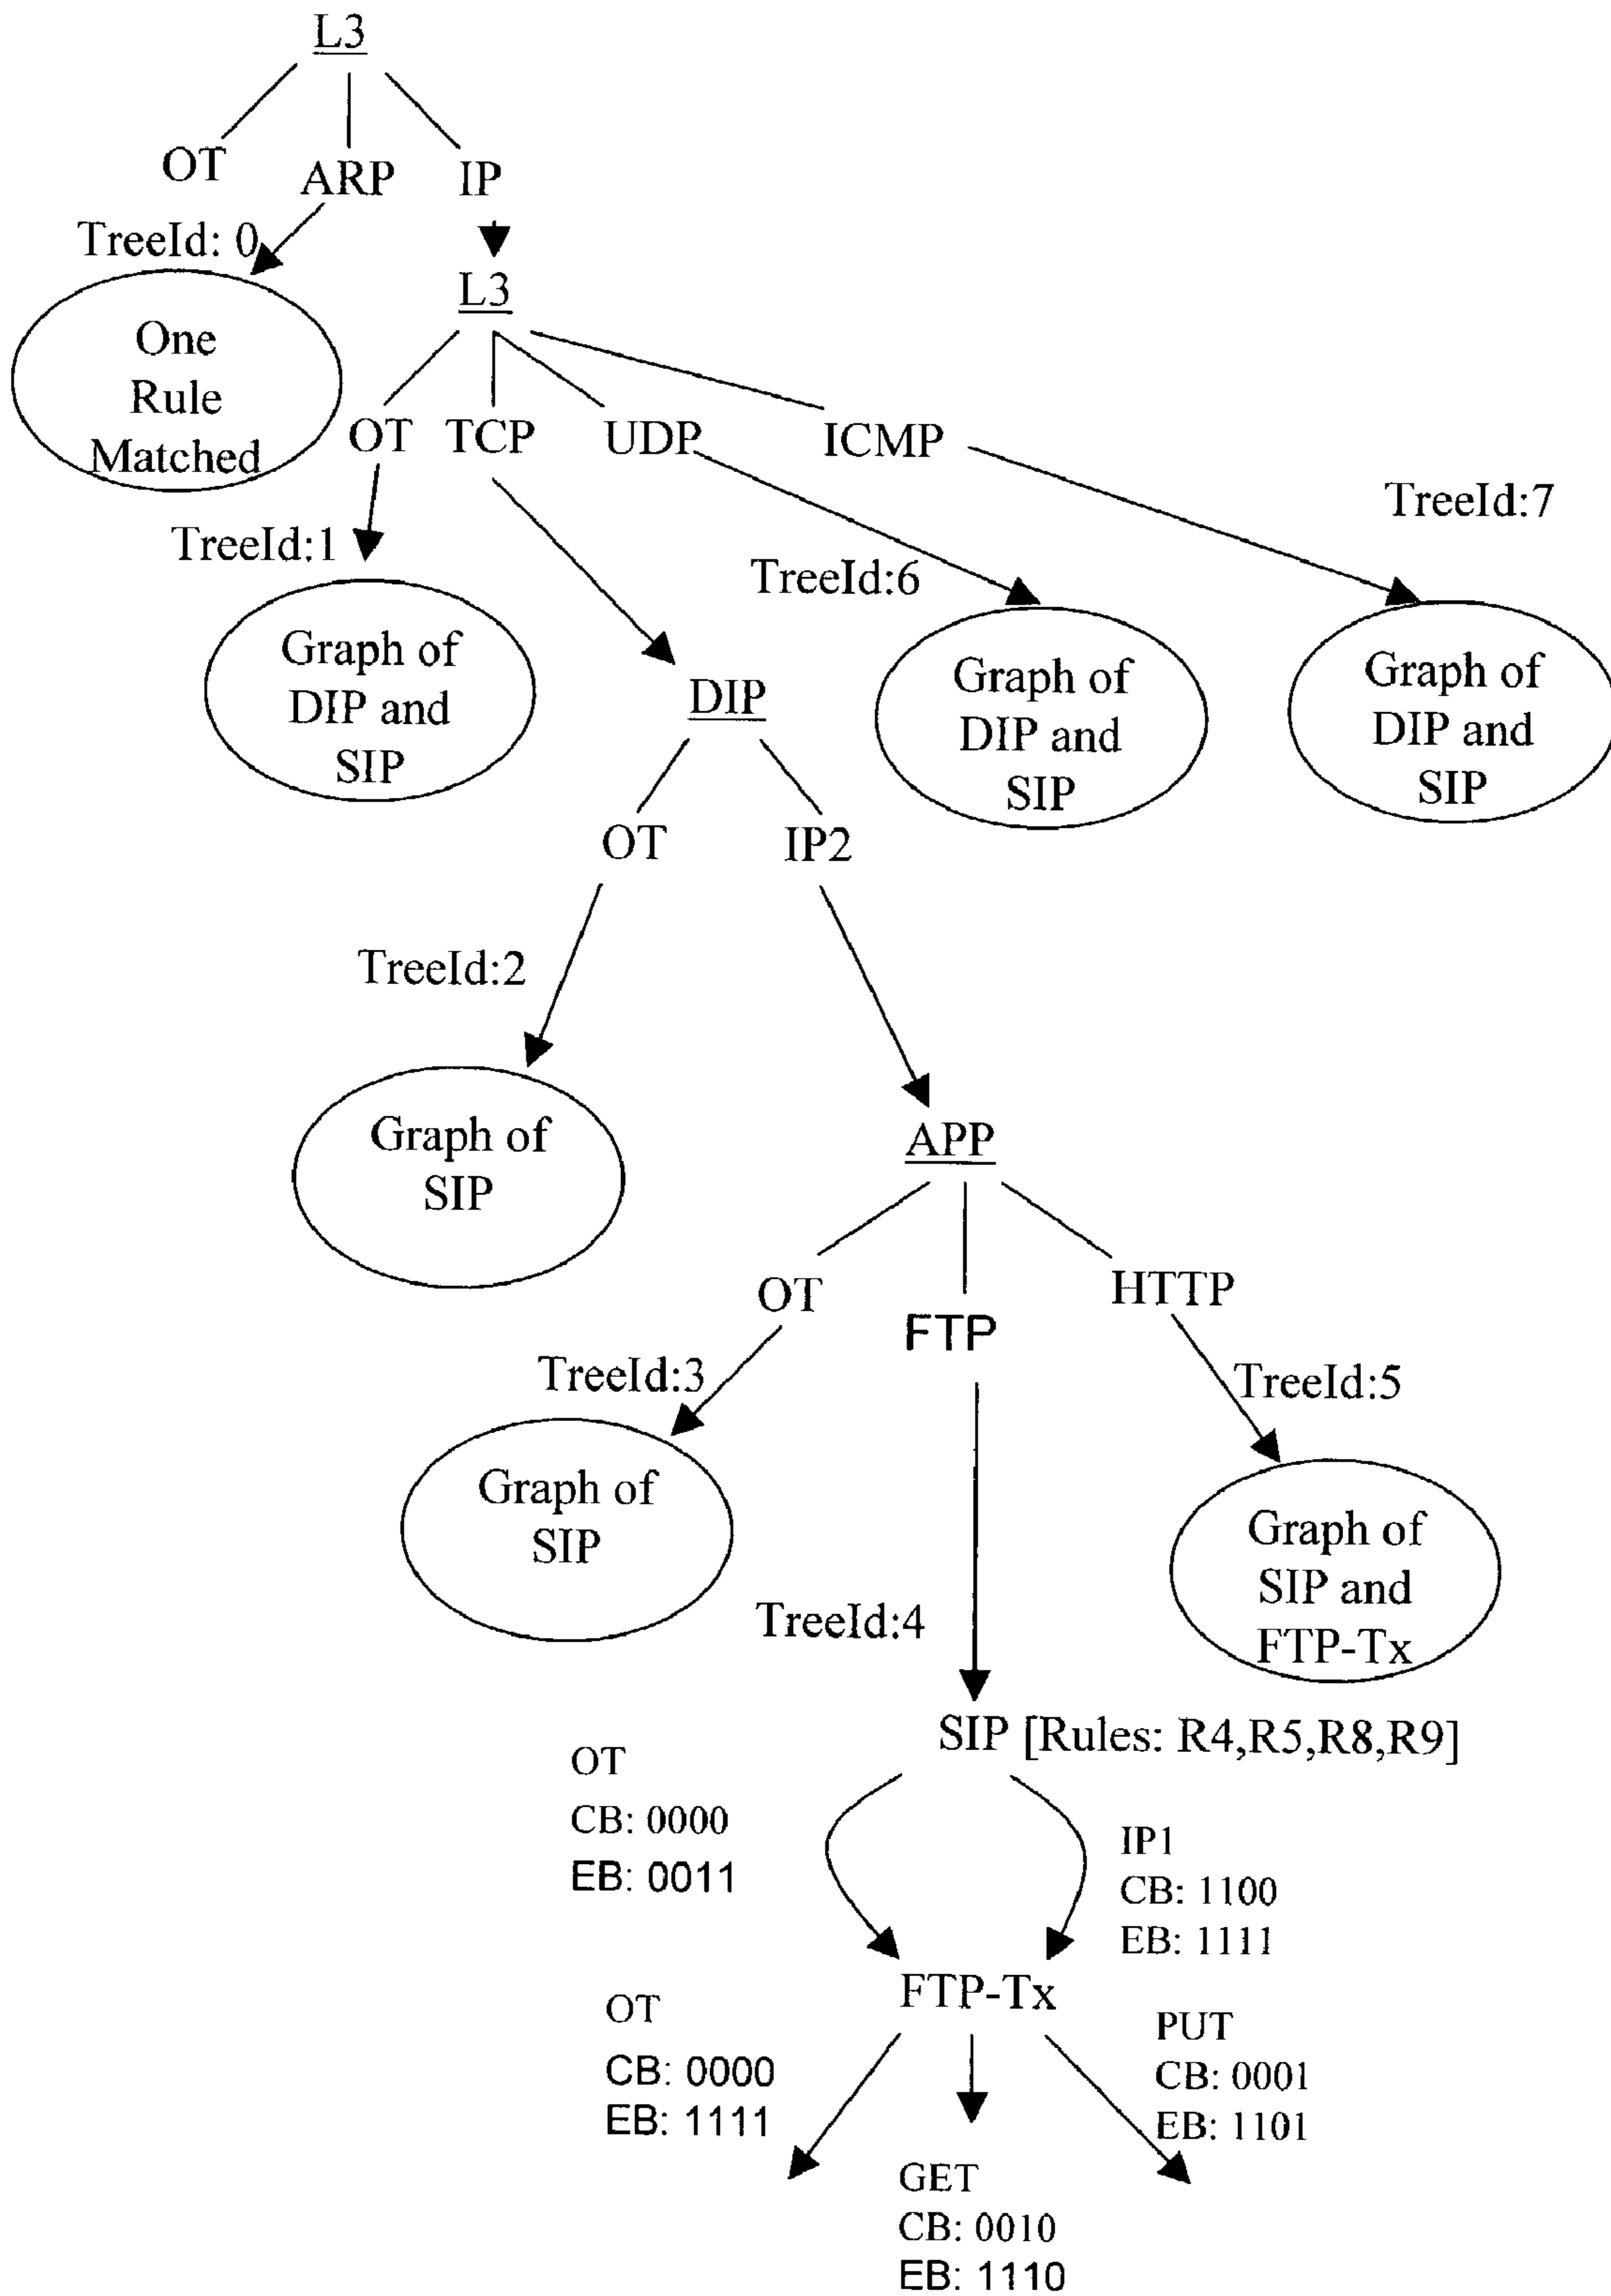 L3
OT
ARP
IP
TreeId: 0
L3
One
Rule
Matched
OT
TCP
UDP
ICMP
TreeId:7
TreeId:1
TreeId:6
Graph of
DIP and
SIP
DIP
Graph of
DIP and
SIP
Graph of
DIP and
SIP
OT
IP2
TreeId:2
Graph of
SIP
APP
OT
FTP
HTTP
TreeId:3
TreeId:5
Graph of
SIP
Graph of
SIP and
FTP-Tx
TreeId:4
SIP [Rules: R4,R5,R8,R9]
OT
CB: 0000
EB: 0011
IP1
CB: 1100
EB: 1111
FTP-Tx
OT
CB: 0000
EB: 1111
PUT
CB: 0001
EB: 1101
GET
CB: 0010
EB: 1110